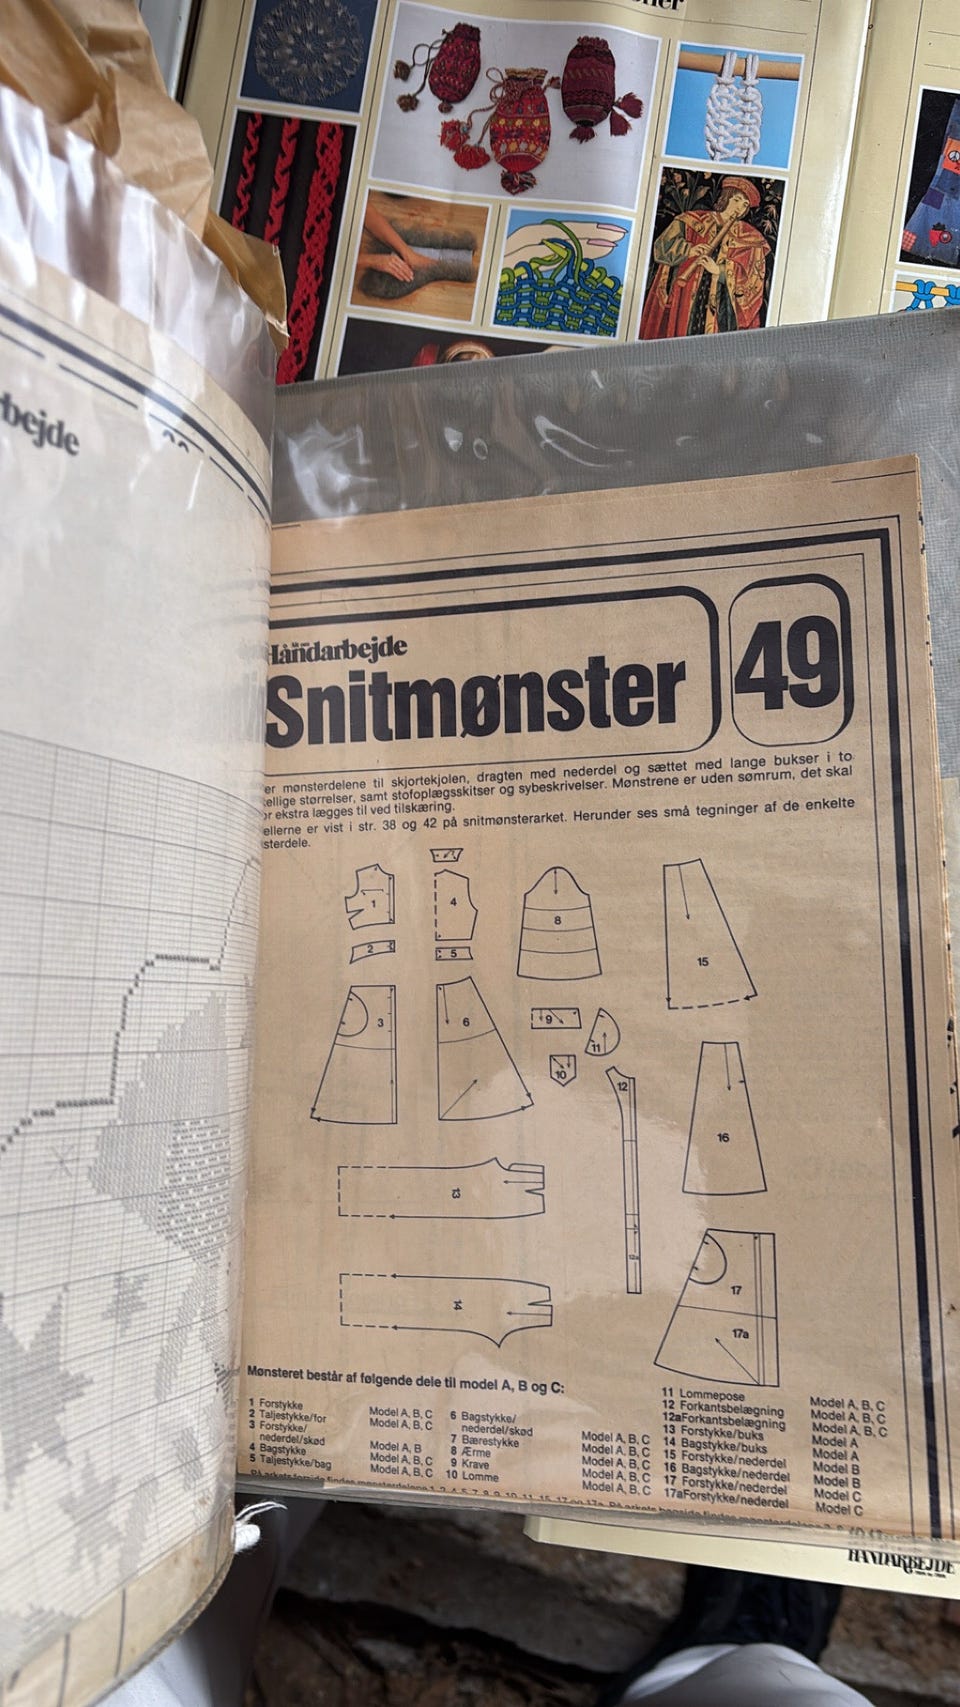 bejde
Håndarbejde
Snitmønster
49
er mønsterdelene til skjortekjolen, dragten med nederdel og sættet med lange bukser i to
ellige størrelser, samt stofoplægsskitser og sybeskrivelser. Mønstrene er uden sømrum, det skal
or ekstra lægges til ved tilskæring.
ellerne er vist i str. 38 og 42 på snitmønsterarket. Herunder ses små tegninger af de enkelte
sterdele.
1
2
3
4
5
6
8
9
10
11
12
12a
13
14
15
16
17
17a
Mønsteret består af følgende dele til model A, B og C:
1 Forstykke Model A, B, C
2 Taljestykke/for Model A, B, C
3 Forstykke/
nederdel/skød Model A, B
4 Bagstykke Model A, B, C
5 Taljestykke/bag Model A, B, C
6 Bagstykke/
nederdel/skød Model A, B, C
7 Bærestykke Model A, B, C
8 Ærme Model A, B, C
9 Krave Model A, B, C
10 Lomme Model A, B, C
11 Lommepose Model A, B, C
12 Forkantsbelægning Model A, B, C
12aForkantsbelægning Model A, B, C
13 Forstykke/buks Model A
14 Bagstykke/buks Model A
15 Forstykke/nederdel Model B
16 Bagstykke/nederdel Model B
17 Forstykke/nederdel Model C
17aForstykke/nederdel Model C
HÅNDARBEJDE